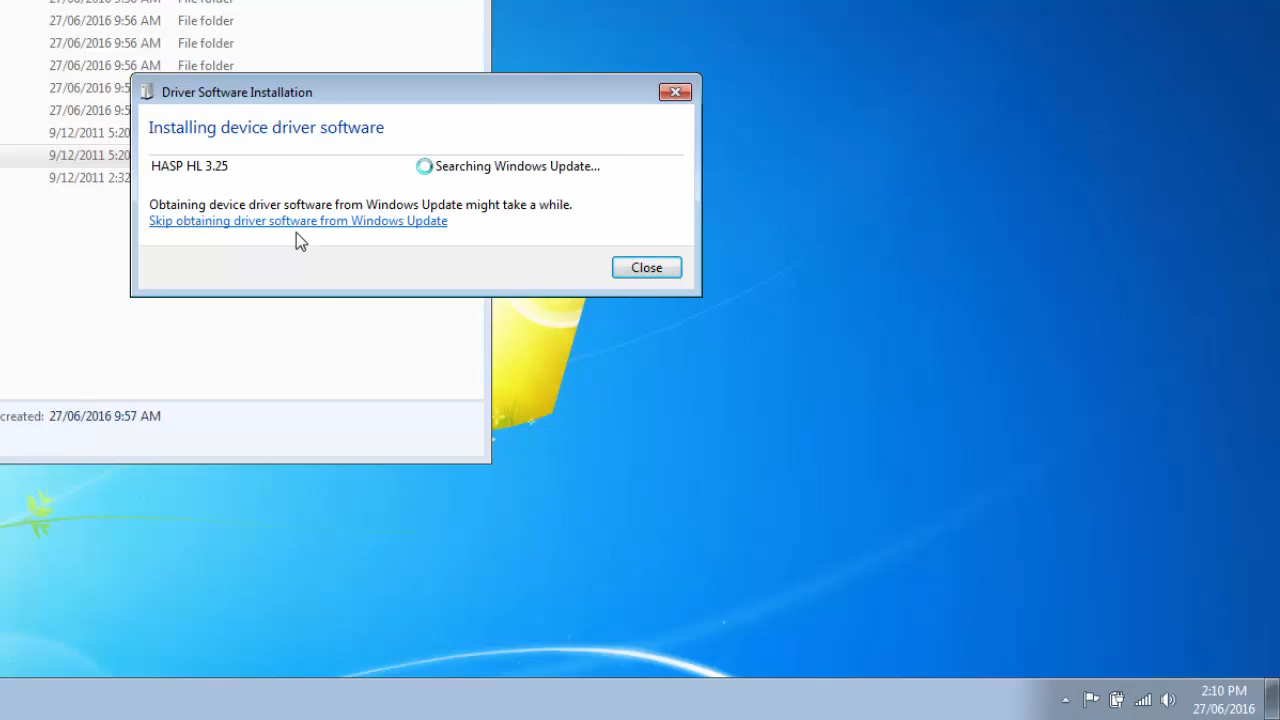 27/06/2016 9:56 AM File folder
27/06/2016 9:56 AM File folder
27/06/2016 9:56 AM File folder
27/06/2016 9:5
27/06/2016 9:5
9/12/2011 5:20
9/12/2011 5:20
9/12/2011 2:32
Driver Software Installation
Installing device driver software
HASP HL 3.25 Searching Windows Update...
Obtaining device driver software from Windows Update might take a while.
Skip obtaining driver software from Windows Update
Close
created: 27/06/2016 9:57 AM
2:10 PM
27/06/2016